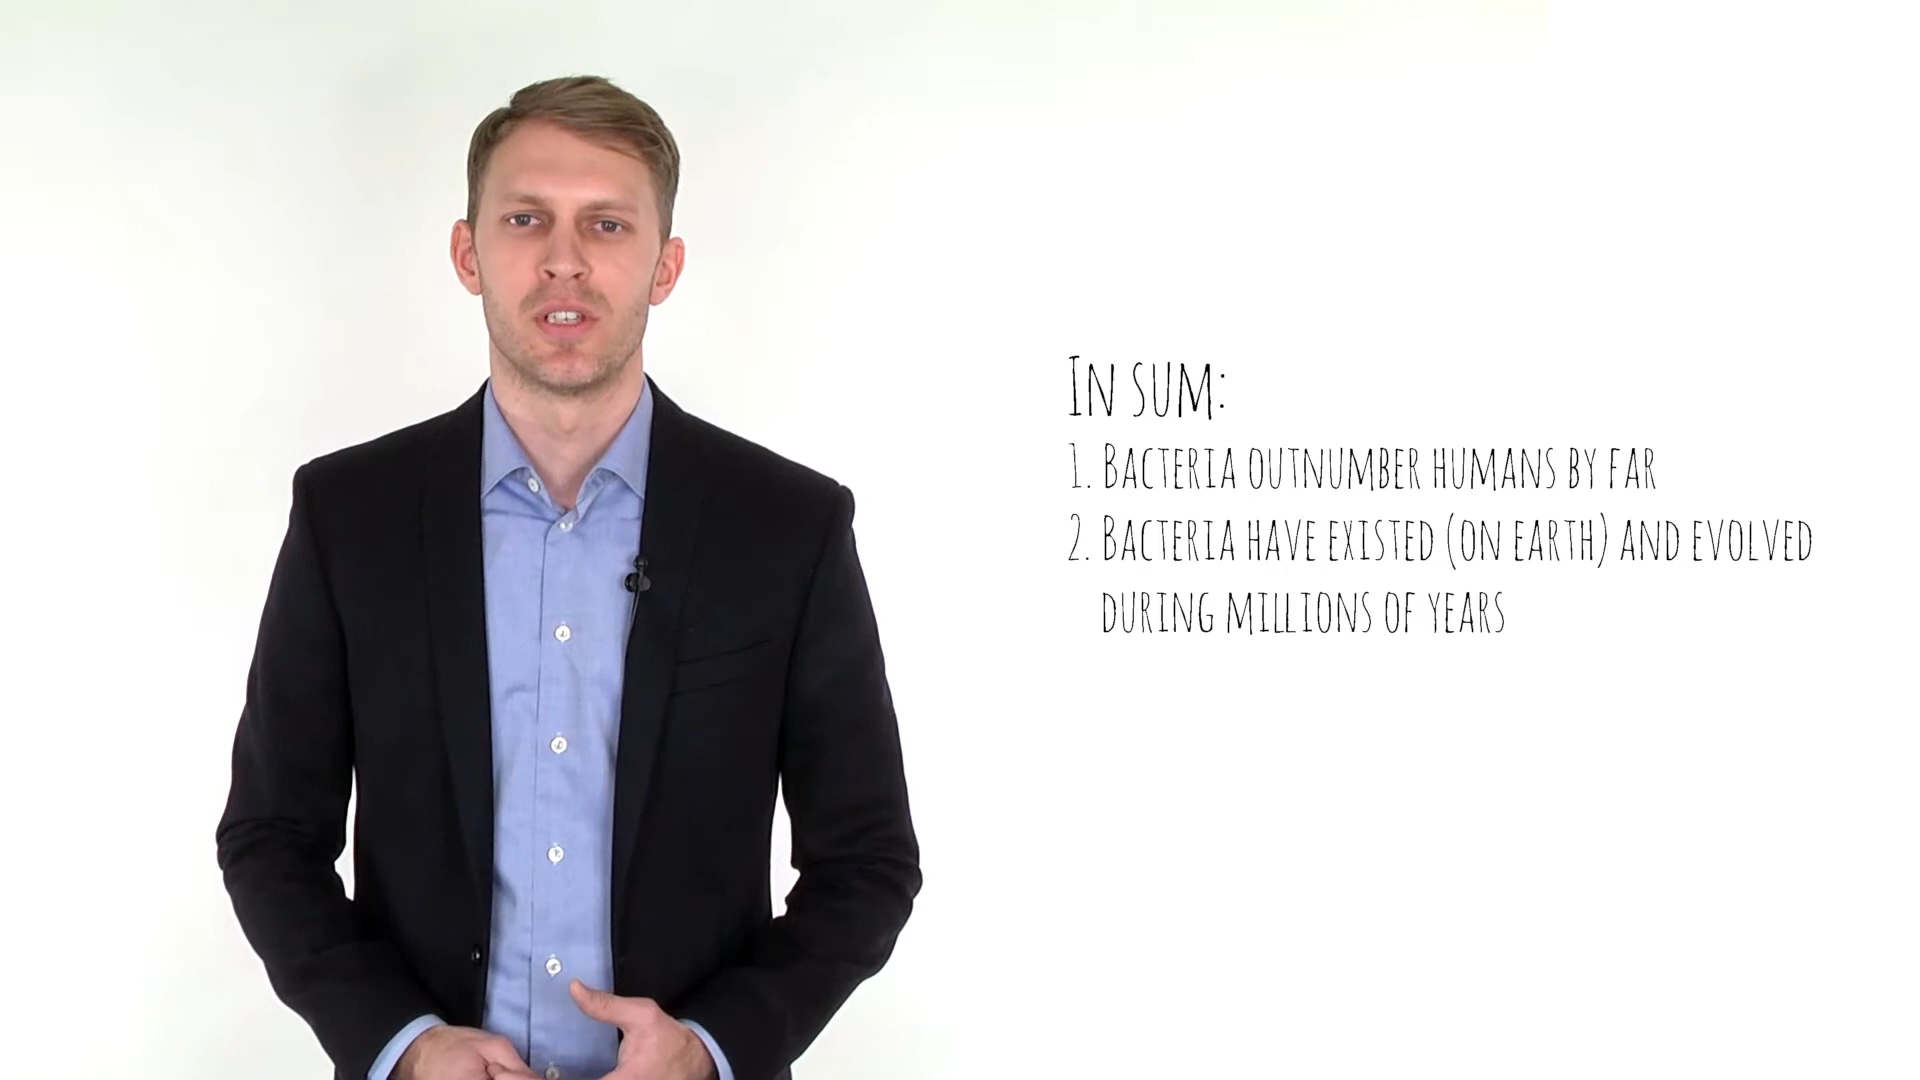 In sum:
1. Bacteria outnumber humans by far
2. Bacteria have existed (on Earth) and evolved
during millions of years